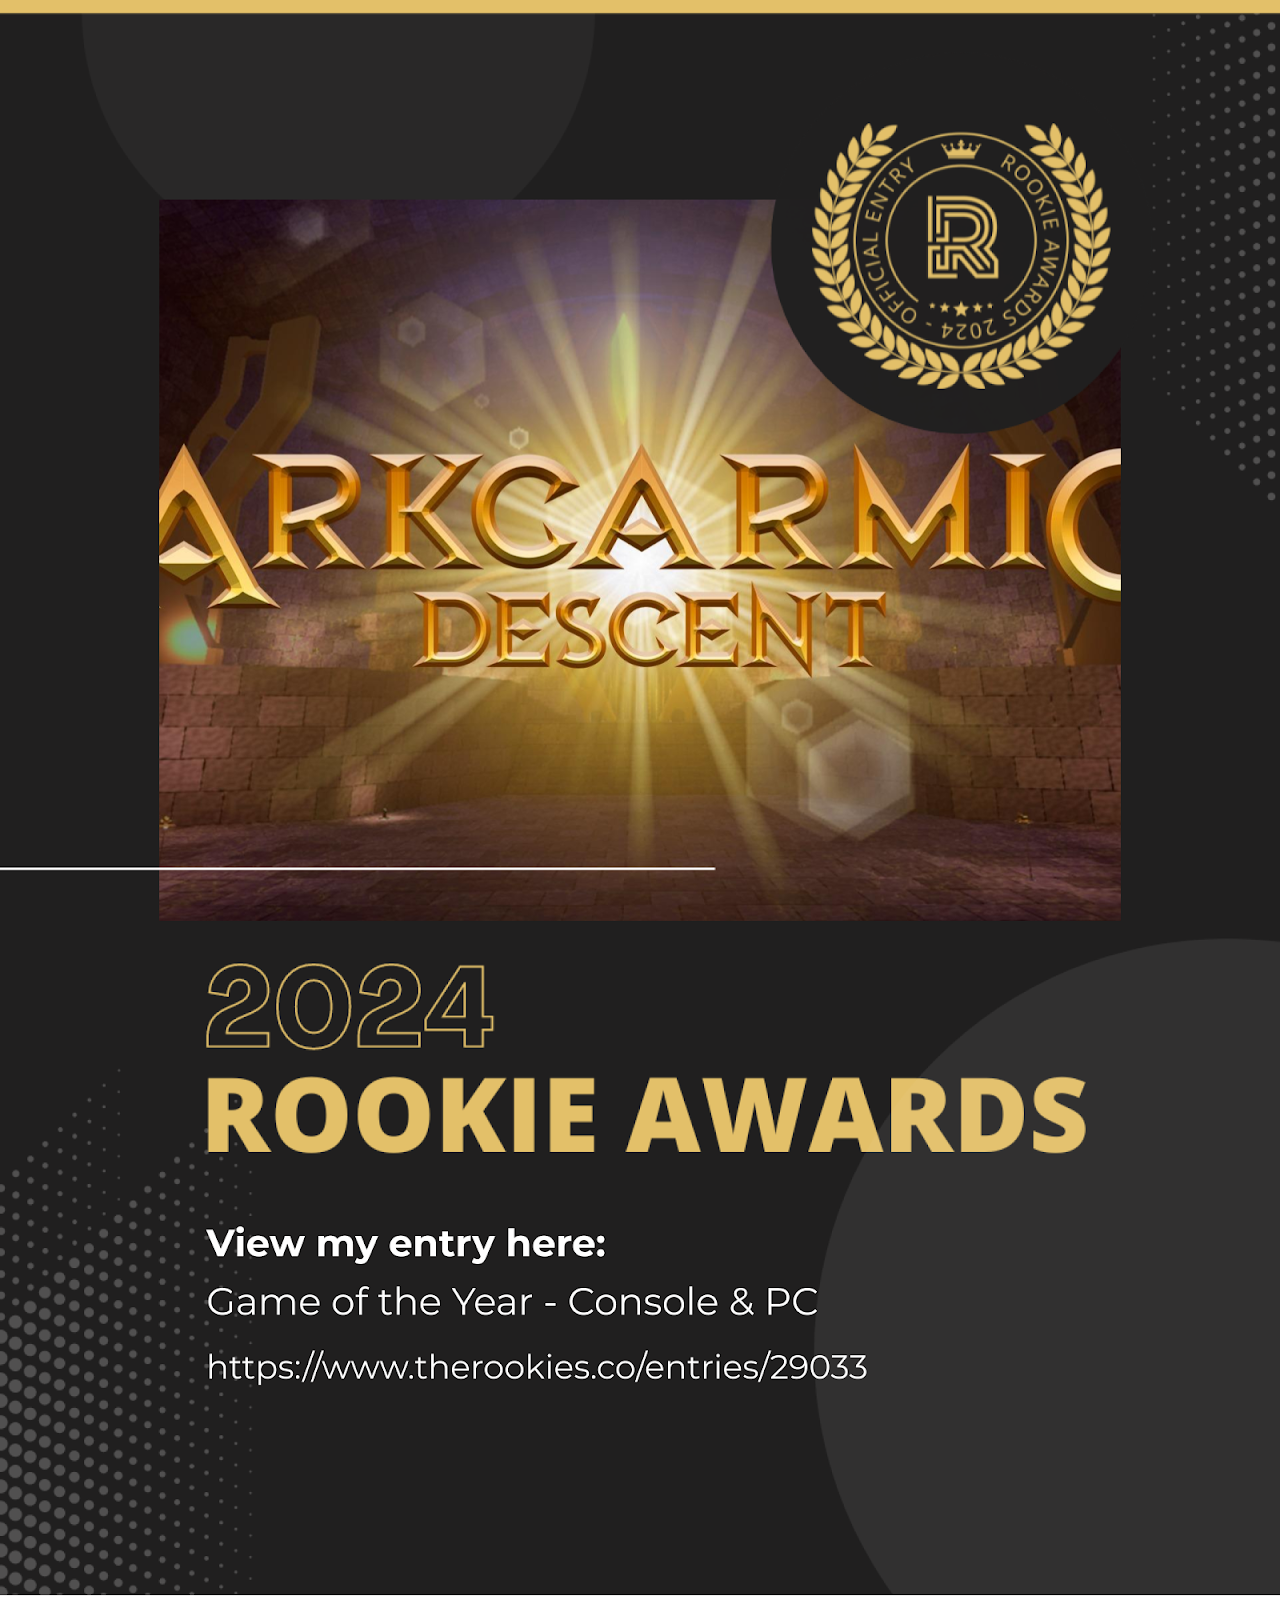 OFFICIAL ENTRY - ROOKIE AWARDS 2024
R
ARKCARMIC
DESCENT
2024
ROOKIE AWARDS
View my entry here:
Game of the Year - Console & PC
https://www.therookies.co/entries/29033